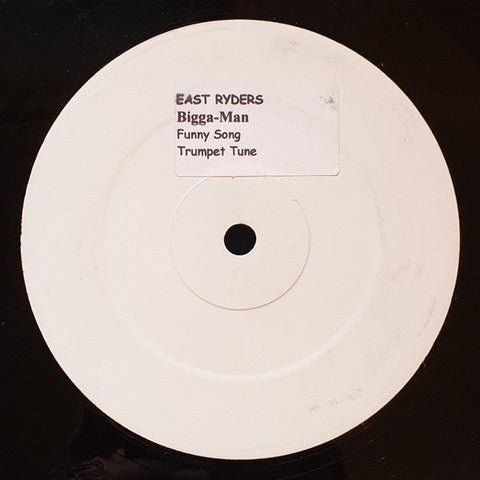 EAST RYDERS
Bigga-Man
Funny Song
Trumpet Tune